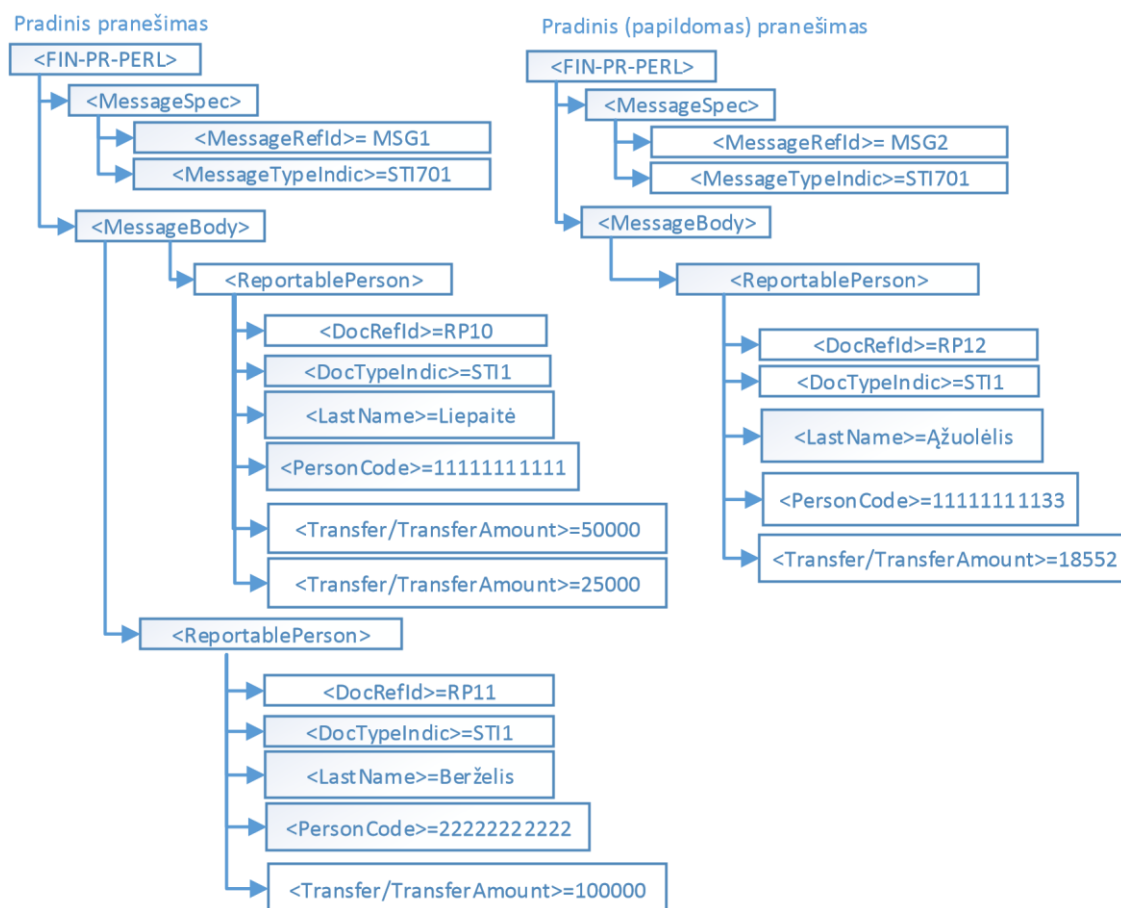 Pradinis pranešimas
<FIN-PR-PERL>
<MessageSpec>
<MessageRefId>= MSG1
<MessageTypeIndic>=STI701
<MessageBody>
<ReportablePerson>
<DocRefId>=RP10
<DocTypeIndic>=STI1
<LastName>=Liepaitė
<PersonCode>=11111111111
<Transfer/TransferAmount>=50000
<Transfer/TransferAmount>=25000
<ReportablePerson>
<DocRefId>=RP11
<DocTypeIndic>=STI1
<LastName>=Berželis
<PersonCode>=22222222222
<Transfer/TransferAmount>=100000
Pradinis (papildomas) pranešimas
<FIN-PR-PERL>
<MessageSpec>
<MessageRefId>= MSG2
<MessageTypeIndic>=STI701
<MessageBody>
<ReportablePerson>
<DocRefId>=RP12
<DocTypeIndic>=STI1
<LastName>=Ąžuolėlis
<PersonCode>=11111111133
<Transfer/TransferAmount>=18552